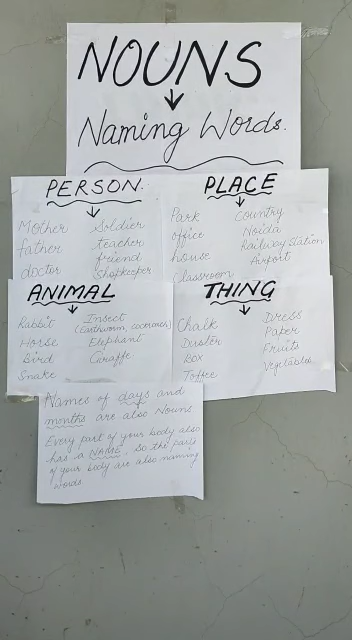 NOUNS
Naming Words.
PERSON.
Mother Soldier
father teacher
doctor friend
Shopkeeper
PLACE
Park Country
office Noida
house Railway Station
classroom Airport
ANIMAL
Rabbit Insect
Horse (Earthworm, cockroaches)
Bird Elephant
Snake Giraffe
THING
Chalk Dress
Duster Paper
Box Fruits
Toffee Vegetables
Names of days and
months are also Nouns
Every part of your body also
has a NAME. So the parts
of your body are also naming
words.